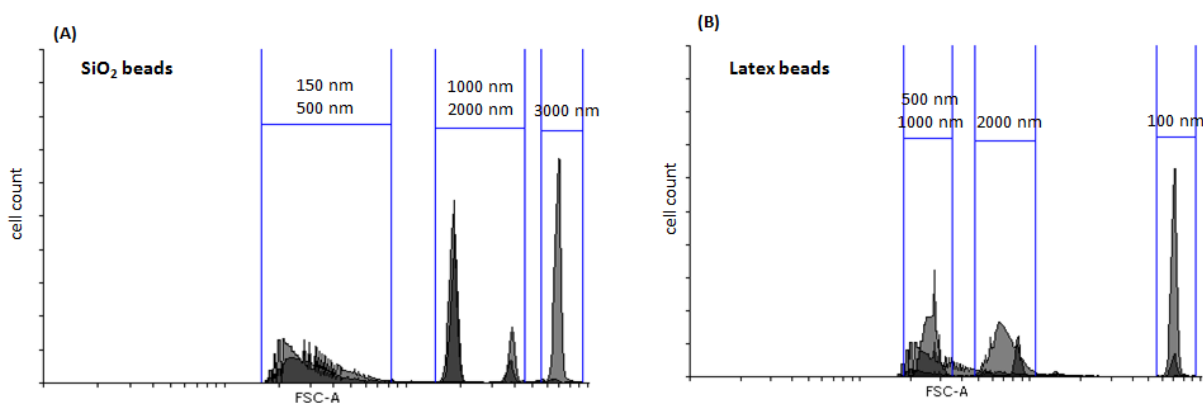 (A)
SiO₂ beads
150 nm
500 nm
1000 nm
2000 nm
3000 nm
cell count
FSC-A
(B)
Latex beads
500 nm
1000 nm
2000 nm
100 nm
cell count
FSC-A